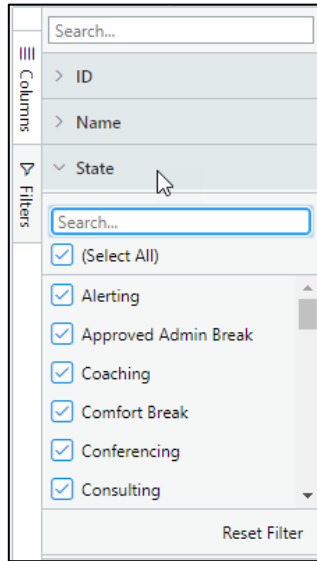 Search...
Columns
Filters
ID
Name
State
Search...
(Select All)
Alerting
Approved Admin Break
Coaching
Comfort Break
Conferencing
Consulting
Reset Filter